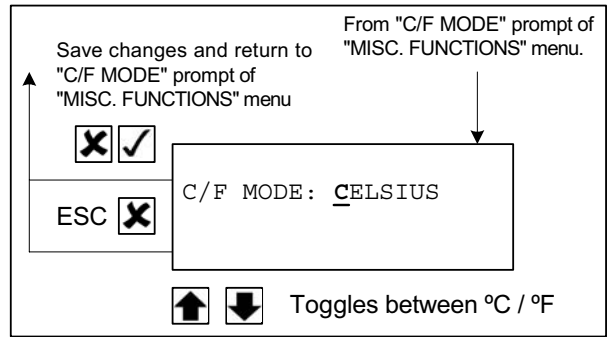 From "C/F MODE" prompt of
"MISC. FUNCTIONS" menu.
Save changes and return to
"C/F MODE" prompt of
"MISC. FUNCTIONS" menu
C/F MODE: CELSIUS
ESC
Toggles between ºC / ºF